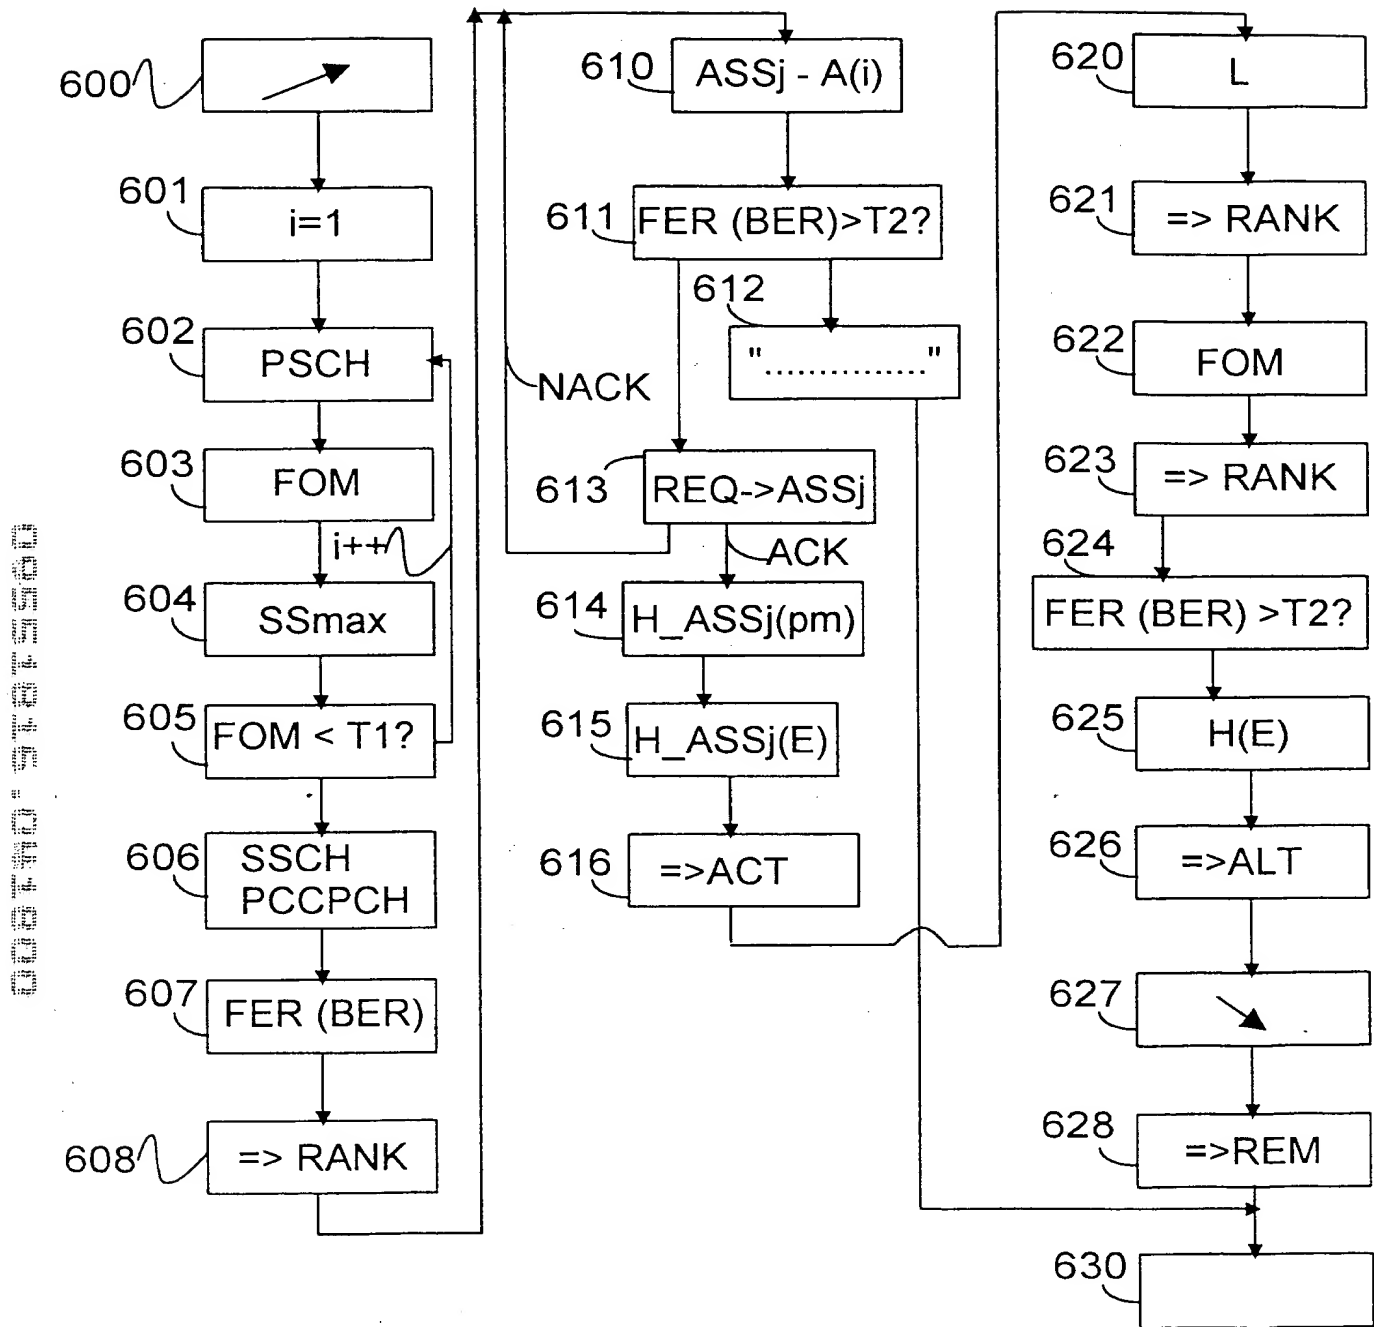 600
601
i=1
602
PSCH
603
FOM
i++
604
SSmax
605
FOM < T1?
606
SSCH
PCCPCH
607
FER (BER)
608
=> RANK
610
ASSj - A(i)
611
FER (BER)>T2?
612
"..............."
NACK
613
REQ->ASSj
ACK
614
H_ASSj(pm)
615
H_ASSj(E)
616
=>ACT
620
L
621
=> RANK
622
FOM
623
=> RANK
624
FER (BER) >T2?
625
H(E)
626
=>ALT
627
628
=>REM
630